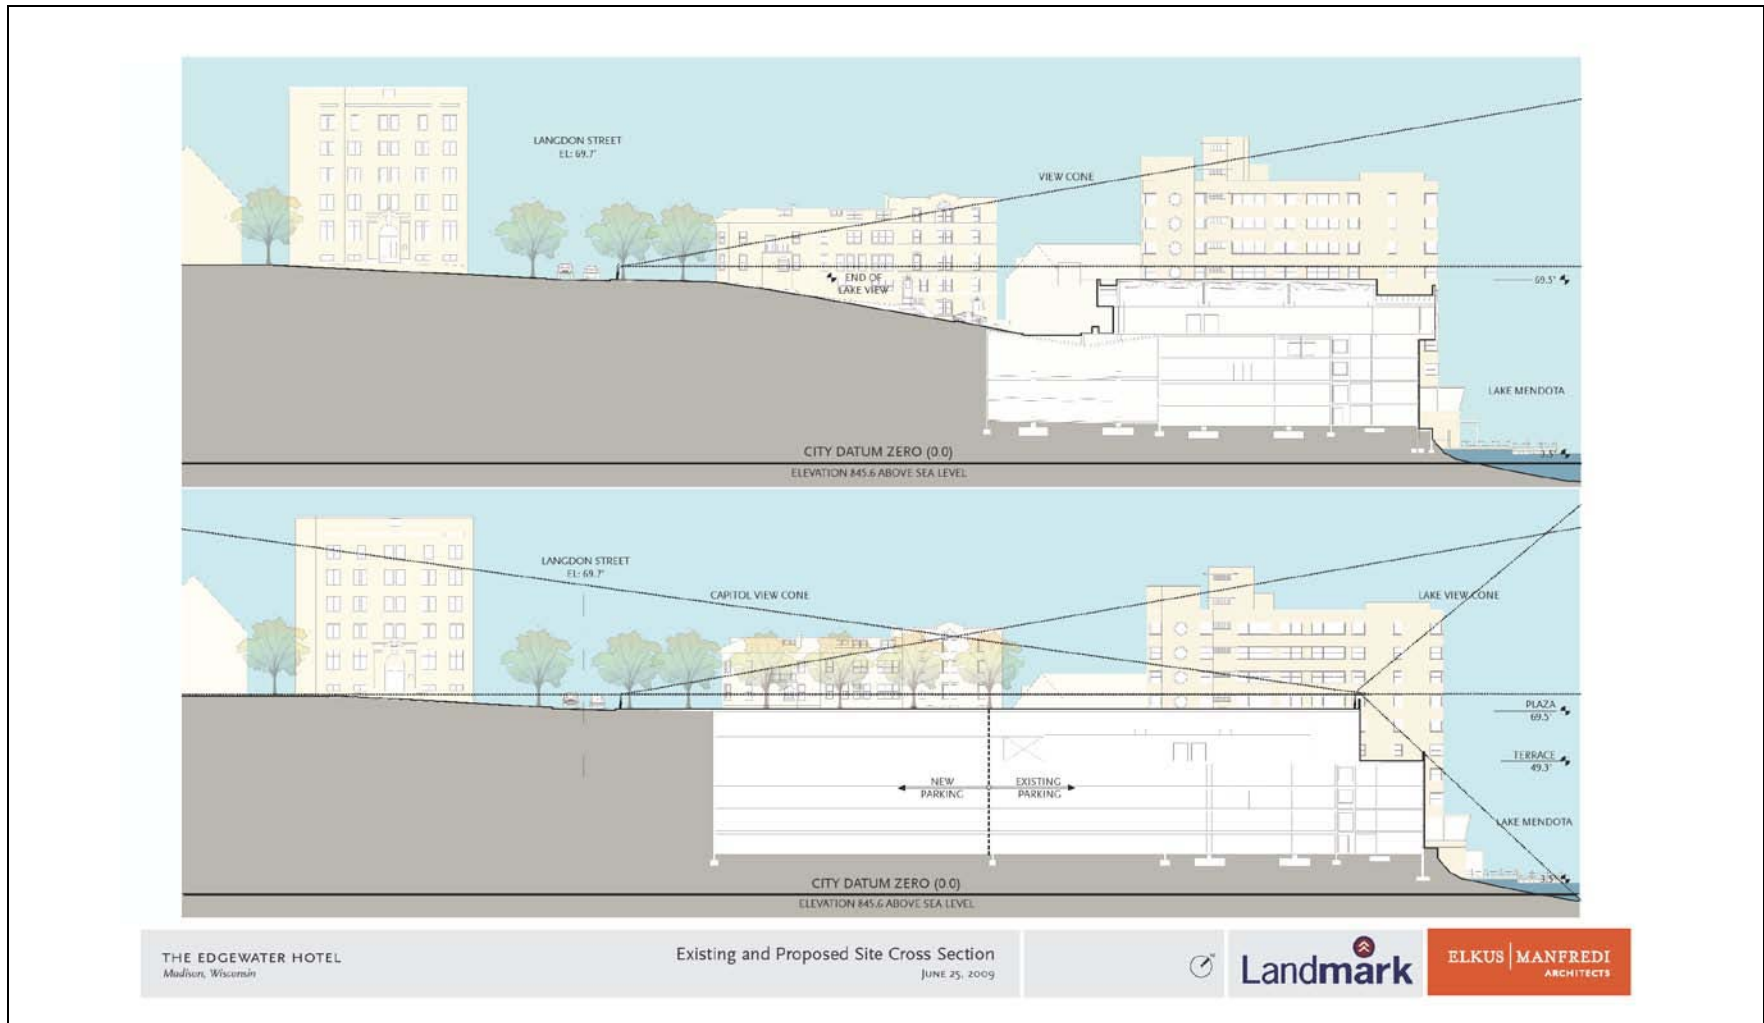 LANGDON STREET
EL: 69.7'
VIEW CONE
END OF
LAKE VIEW
69.5'
LAKE MENDOTA
3.5'
CITY DATUM ZERO (0.0)
ELEVATION 845.6 ABOVE SEA LEVEL
LANGDON STREET
EL: 69.7'
CAPITOL VIEW CONE
LAKE VIEW CONE
PLAZA
69.5'
TERRACE
49.3'
NEW
PARKING
EXISTING
PARKING
LAKE MENDOTA
3.5'
CITY DATUM ZERO (0.0)
ELEVATION 845.6 ABOVE SEA LEVEL
THE EDGEWATER HOTEL
Madison, Wisconsin
Existing and Proposed Site Cross Section
JUNE 25, 2009
Landmark
ELKUS | MANFREDI
ARCHITECTS